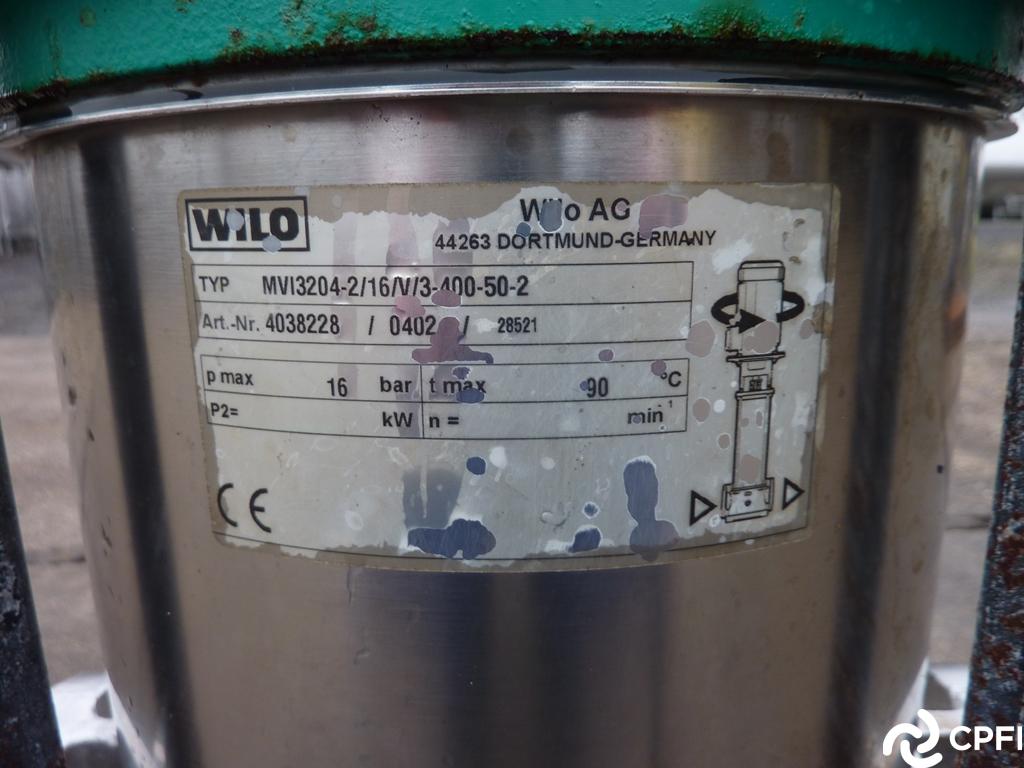 WILO
Wilo AG
44263 DORTMUND-GERMANY
TYP MVI3204-2/16/V/3-400-50-2
Art.-Nr. 4038228 / 0402 / 28521
p max 16 bar t max 90 °C
P2= kW n = min⁻¹
CE
CPFI